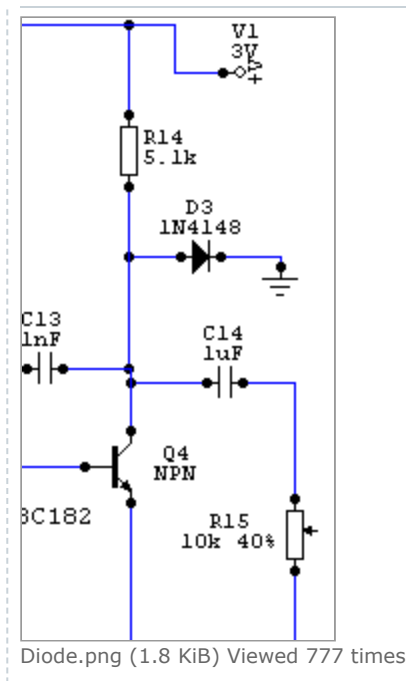 V1
3V
+V
R14
5.1k
D3
1N4148
C13
1nF
C14
1uF
Q4
NPN
BC182
R15
10k 40%
Diode.png (1.8 KiB) Viewed 777 times